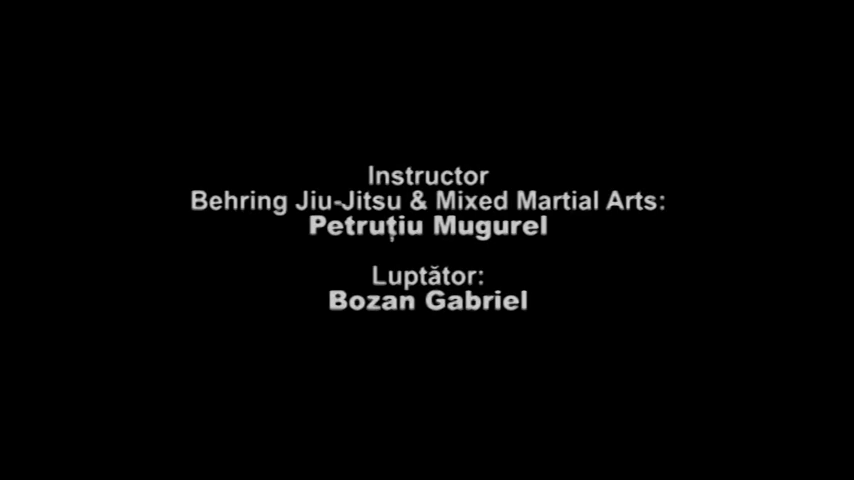 Instructor
Behring Jiu-Jitsu & Mixed Martial Arts:
Petruțiu Mugurel
Luptător:
Bozan Gabriel